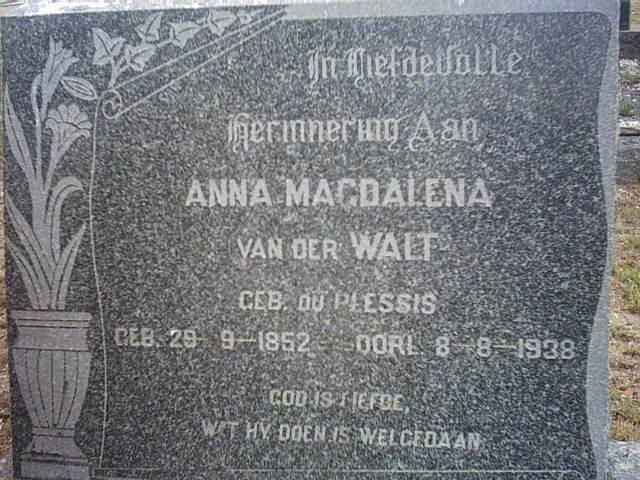 In Liefdevolle
Herinnering Aan
ANNA MAGDALENA
VAN DER WALT
GEB. DU PLESSIS
GEB. 29-9-1852 - OORL. 8-8-1938
GOD IS LIEFDE,
WAT HY DOEN IS WELGEDAAN